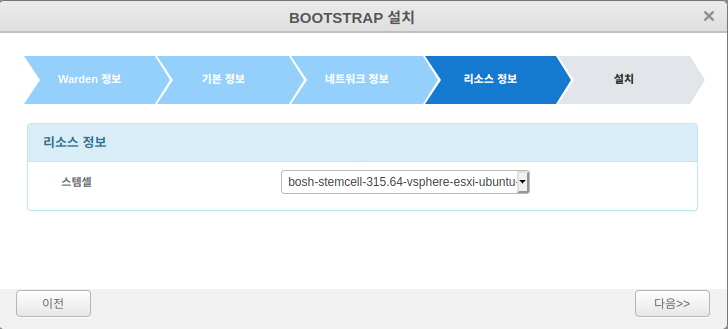 BOOTSTRAP 설치
Warden 정보
기본 정보
네트워크 정보
리소스 정보
설치
리소스 정보
스템셀
bosh-stemcell-315.64-vsphere-esxi-ubuntu-
이전
다음>>